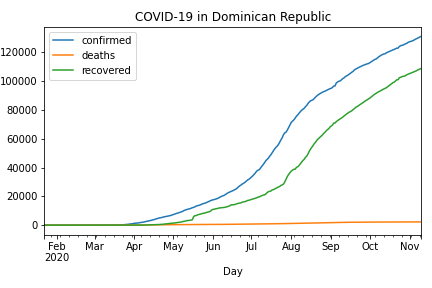 COVID-19 in Dominican Republic
confirmed
deaths
recovered
120000
100000
80000
60000
40000
20000
0
Feb Mar Apr May Jun Jul Aug Sep Oct Nov
2020
Day